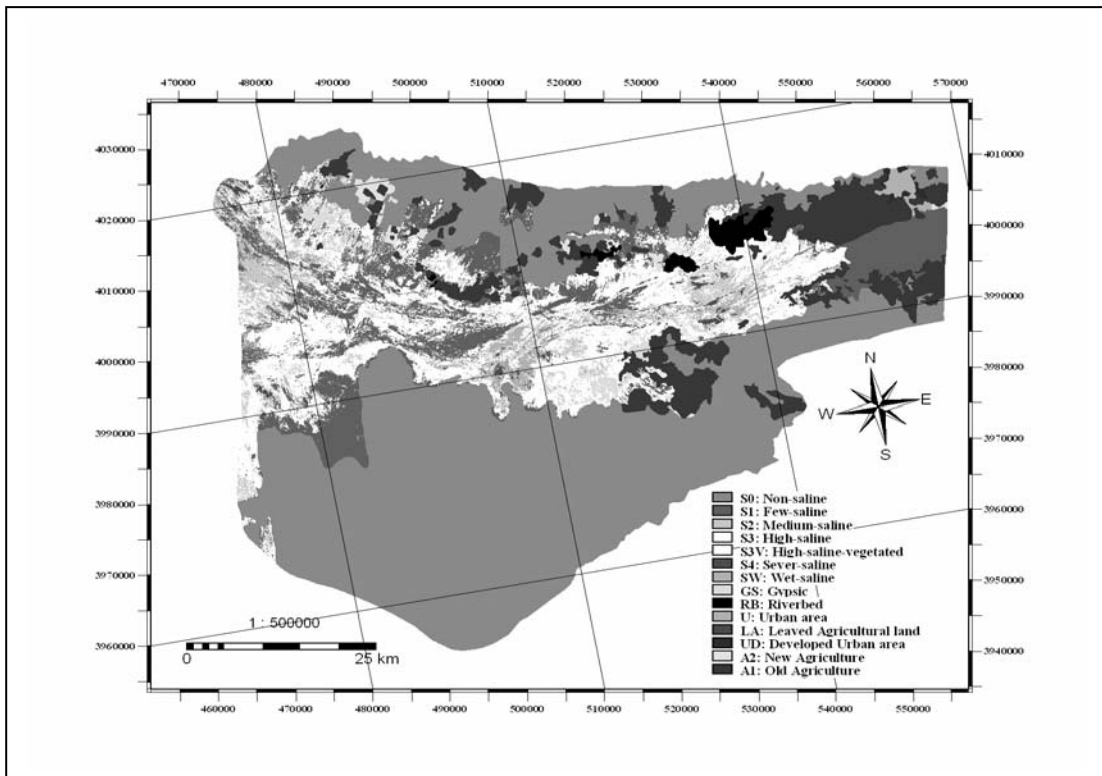 470000 480000 490000 500000 510000 520000 530000 540000 550000 560000 570000
4030000
4020000
4010000
4000000
3990000
3980000
3970000
3960000
4010000
4000000
3990000
3980000
3970000
3960000
3950000
3940000
N
W E
S
S0: Non-saline
S1: Few-saline
S2: Medium-saline
S3: High-saline
S3V: High-saline-vegetated
S4: Sever-saline
SW: Wet-saline
GS: Gypsic
RB: Riverbed
U: Urban area
LA: Leaved Agricultural land
UD: Developed Urban area
A2: New Agriculture
A1: Old Agriculture
1 : 500000
0 25 km
460000 470000 480000 490000 500000 510000 520000 530000 540000 550000